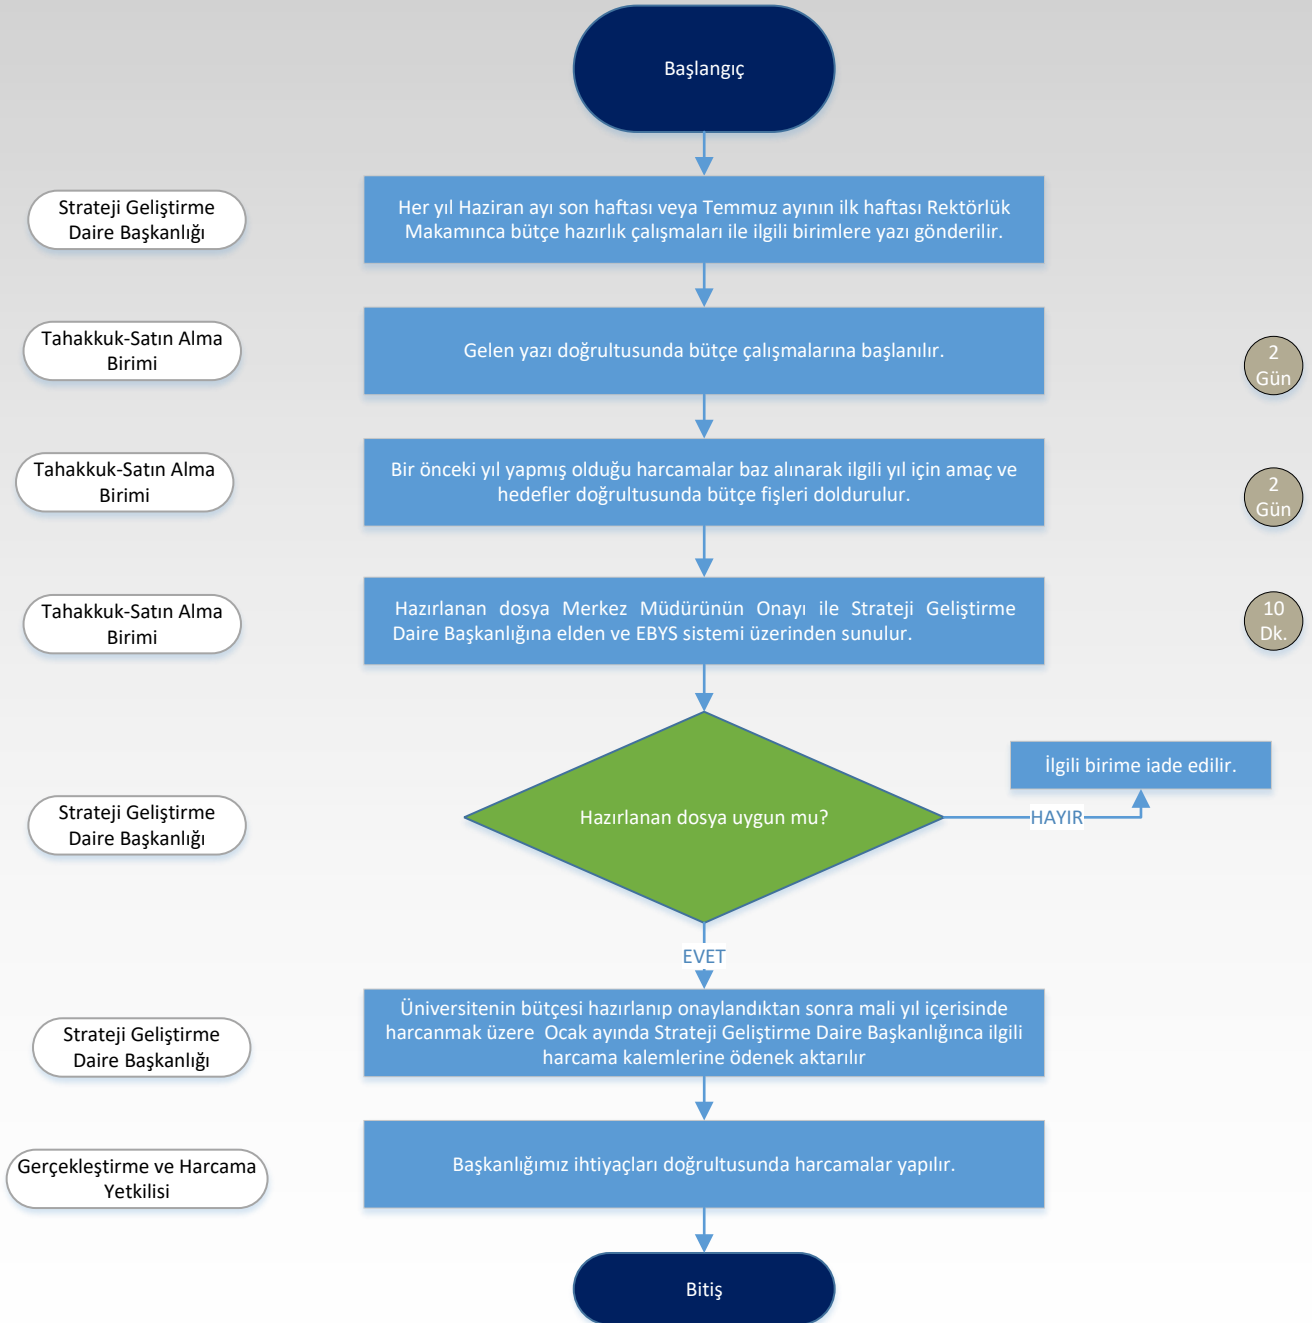 Başlangıç
Strateji Geliştirme
Daire Başkanlığı
Her yıl Haziran ayı son haftası veya Temmuz ayının ilk haftası Rektörlük
Makamınca bütçe hazırlık çalışmaları ile ilgili birimlere yazı gönderilir.
Tahakkuk-Satın Alma
Birimi
Gelen yazı doğrultusunda bütçe çalışmalarına başlanılır.
2
Gün
Tahakkuk-Satın Alma
Birimi
Bir önceki yıl yapmış olduğu harcamalar baz alınarak ilgili yıl için amaç ve
hedefler doğrultusunda bütçe fişleri doldurulur.
2
Gün
Tahakkuk-Satın Alma
Birimi
Hazırlanan dosya Merkez Müdürünün Onayı ile Strateji Geliştirme
Daire Başkanlığına elden ve EBYS sistemi üzerinden sunulur.
10
Dk.
Strateji Geliştirme
Daire Başkanlığı
Hazırlanan dosya uygun mu?
HAYIR
İlgili birime iade edilir.
EVET
Strateji Geliştirme
Daire Başkanlığı
Üniversitenin bütçesi hazırlanıp onaylandıktan sonra mali yıl içerisinde
harcanmak üzere  Ocak ayında Strateji Geliştirme Daire Başkanlığınca ilgili
harcama kalemlerine ödenek aktarılır
Gerçekleştirme ve Harcama
Yetkilisi
Başkanlığımız ihtiyaçları doğrultusunda harcamalar yapılır.
Bitiş